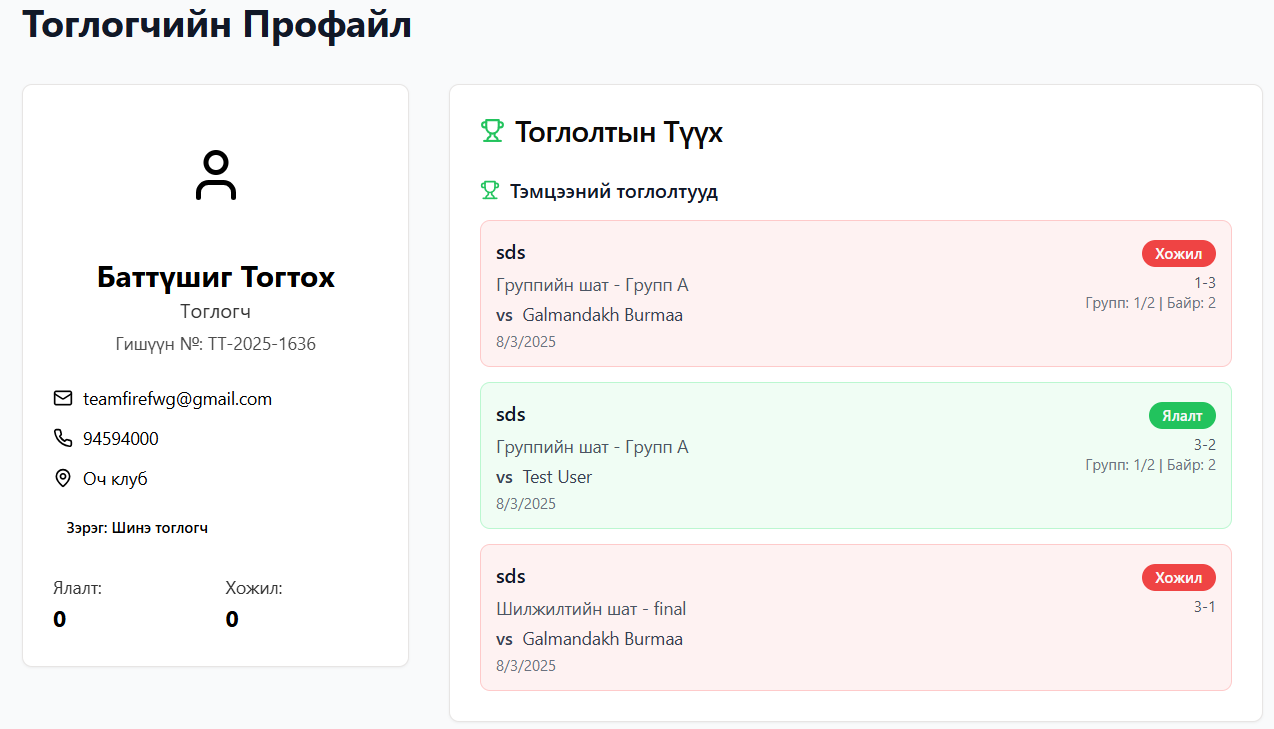 Тоглогчийн Профайл
Баттүшиг Тогтох
Тоглогч
Гишүүн №: TT-2025-1636
teamfirefwg@gmail.com
94594000
Оч клуб
Зэрэг: Шинэ тоглогч
Ялалт: Хожил:
0 0
Тоглолтын Түүх
Тэмцээний тоглолтууд
sds Хожил
Группийн шат - Групп A 1-3
vs Galmandakh Burmaa Групп: 1/2 | Байр: 2
8/3/2025
sds Ялалт
Группийн шат - Групп A 3-2
vs Test User Групп: 1/2 | Байр: 2
8/3/2025
sds Хожил
Шилжилтийн шат - final 3-1
vs Galmandakh Burmaa
8/3/2025